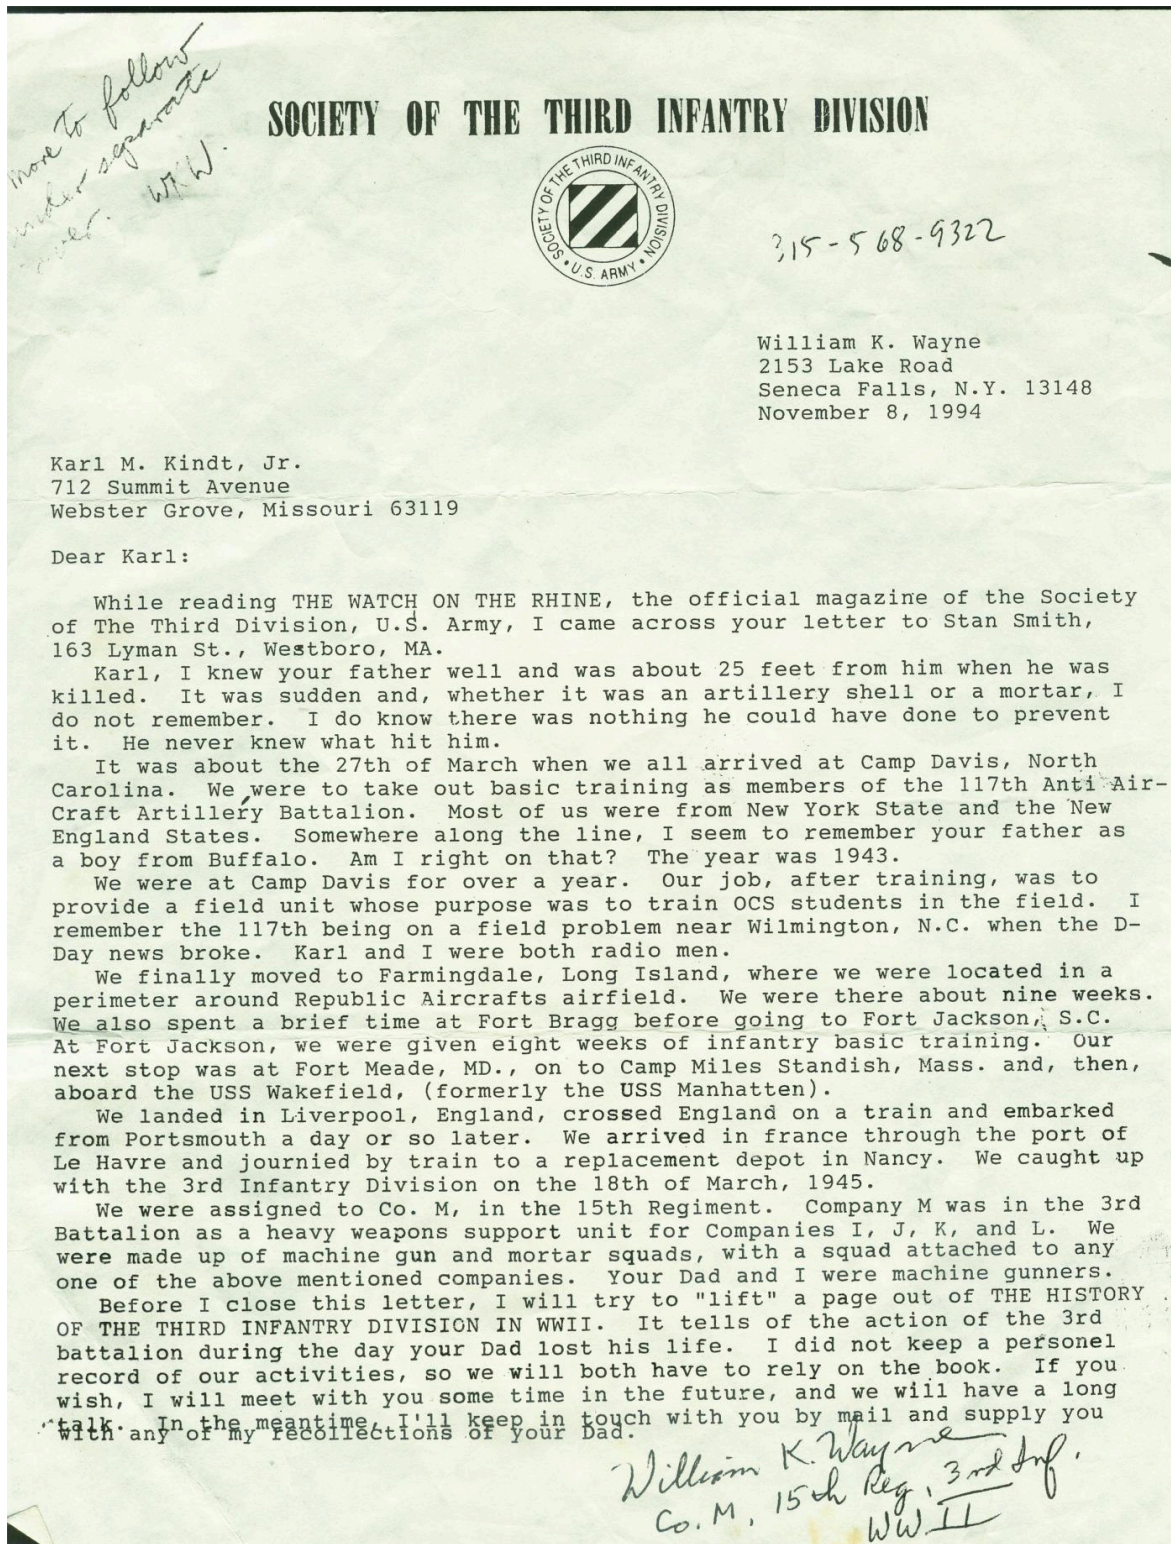 more to follow
under separate
cover. WKW.
SOCIETY OF THE THIRD INFANTRY DIVISION
SOCIETY OF THE THIRD INFANTRY DIVISION • U.S. ARMY •
315-568-9322
William K. Wayne
2153 Lake Road
Seneca Falls, N.Y. 13148
November 8, 1994
Karl M. Kindt, Jr.
712 Summit Avenue
Webster Grove, Missouri 63119
Dear Karl:
While reading THE WATCH ON THE RHINE, the official magazine of the Society
of The Third Division, U.S. Army, I came across your letter to Stan Smith,
163 Lyman St., Westboro, MA.
Karl, I knew your father well and was about 25 feet from him when he was
killed. It was sudden and, whether it was an artillery shell or a mortar, I
do not remember. I do know there was nothing he could have done to prevent
it. He never knew what hit him.
It was about the 27th of March when we all arrived at Camp Davis, North
Carolina. We were to take out basic training as members of the 117th Anti Air-
Craft Artillery Battalion. Most of us were from New York State and the New
England States. Somewhere along the line, I seem to remember your father as
a boy from Buffalo. Am I right on that? The year was 1943.
We were at Camp Davis for over a year. Our job, after training, was to
provide a field unit whose purpose was to train OCS students in the field. I
remember the 117th being on a field problem near Wilmington, N.C. when the D-
Day news broke. Karl and I were both radio men.
We finally moved to Farmingdale, Long Island, where we were located in a
perimeter around Republic Aircrafts airfield. We were there about nine weeks.
We also spent a brief time at Fort Bragg before going to Fort Jackson, S.C.
At Fort Jackson, we were given eight weeks of infantry basic training. Our
next stop was at Fort Meade, MD., on to Camp Miles Standish, Mass. and, then,
aboard the USS Wakefield, (formerly the USS Manhatten).
We landed in Liverpool, England, crossed England on a train and embarked
from Portsmouth a day or so later. We arrived in france through the port of
Le Havre and journied by train to a replacement depot in Nancy. We caught up
with the 3rd Infantry Division on the 18th of March, 1945.
We were assigned to Co. M, in the 15th Regiment. Company M was in the 3rd
Battalion as a heavy weapons support unit for Companies I, J, K, and L. We
were made up of machine gun and mortar squads, with a squad attached to any
one of the above mentioned companies. Your Dad and I were machine gunners.
Before I close this letter, I will try to "lift" a page out of THE HISTORY
OF THE THIRD INFANTRY DIVISION IN WWII. It tells of the action of the 3rd
battalion during the day your Dad lost his life. I did not keep a personel
record of our activities, so we will both have to rely on the book. If you
wish, I will meet with you some time in the future, and we will have a long
talk. In the meantime, I'll keep in touch with you by mail and supply you
with any of my recollections of your Dad.
William K. Wayne
Co. M, 15th Reg, 3rd Inf.
WW II